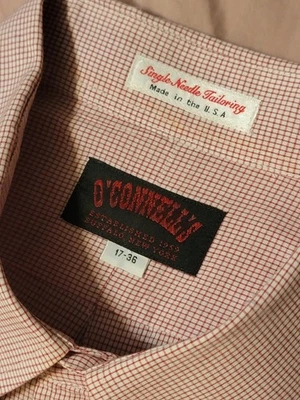 Single Needle Tailoring
Made in the U.S.A
O'CONNELL'S
ESTABLISHED 1959
BUFFALO, NEW YORK
17-36